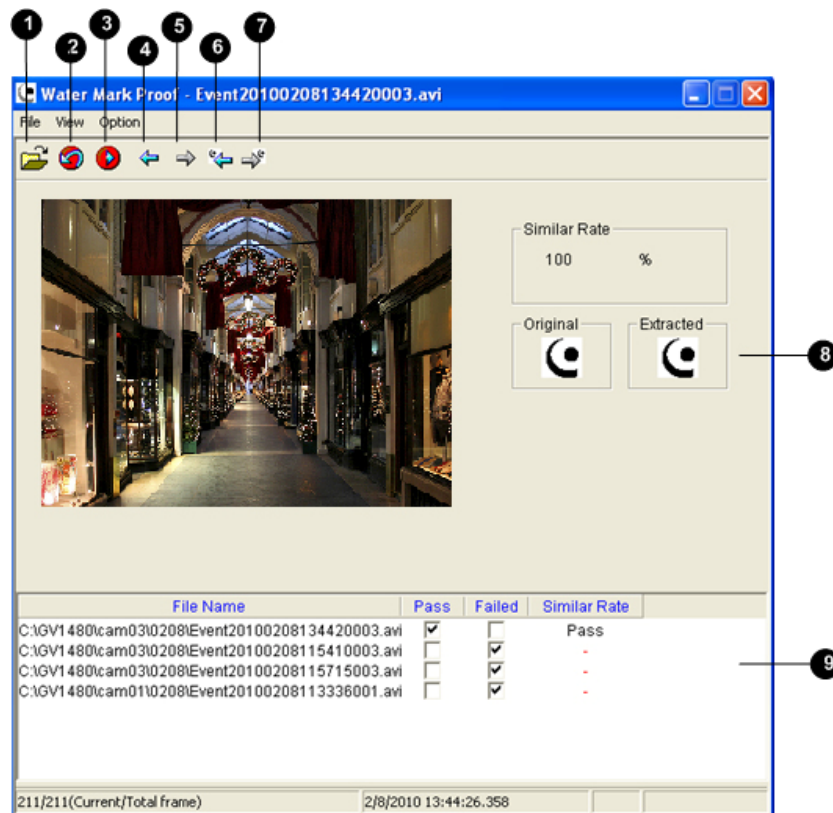 1
2
3
4
5
6
7
Water Mark Proof - Event20100208134420003.avi
File View Option
Similar Rate
100 %
Original Extracted
8
File Name Pass Failed Similar Rate
C:\GV1480\cam03\0208\Event20100208134420003.avi Pass
C:\GV1480\cam03\0208\Event20100208115410003.avi -
C:\GV1480\cam03\0208\Event20100208115715003.avi -
C:\GV1480\cam01\0208\Event20100208113336001.avi -
9
211/211(Current/Total frame) 2/8/2010 13:44:26.358